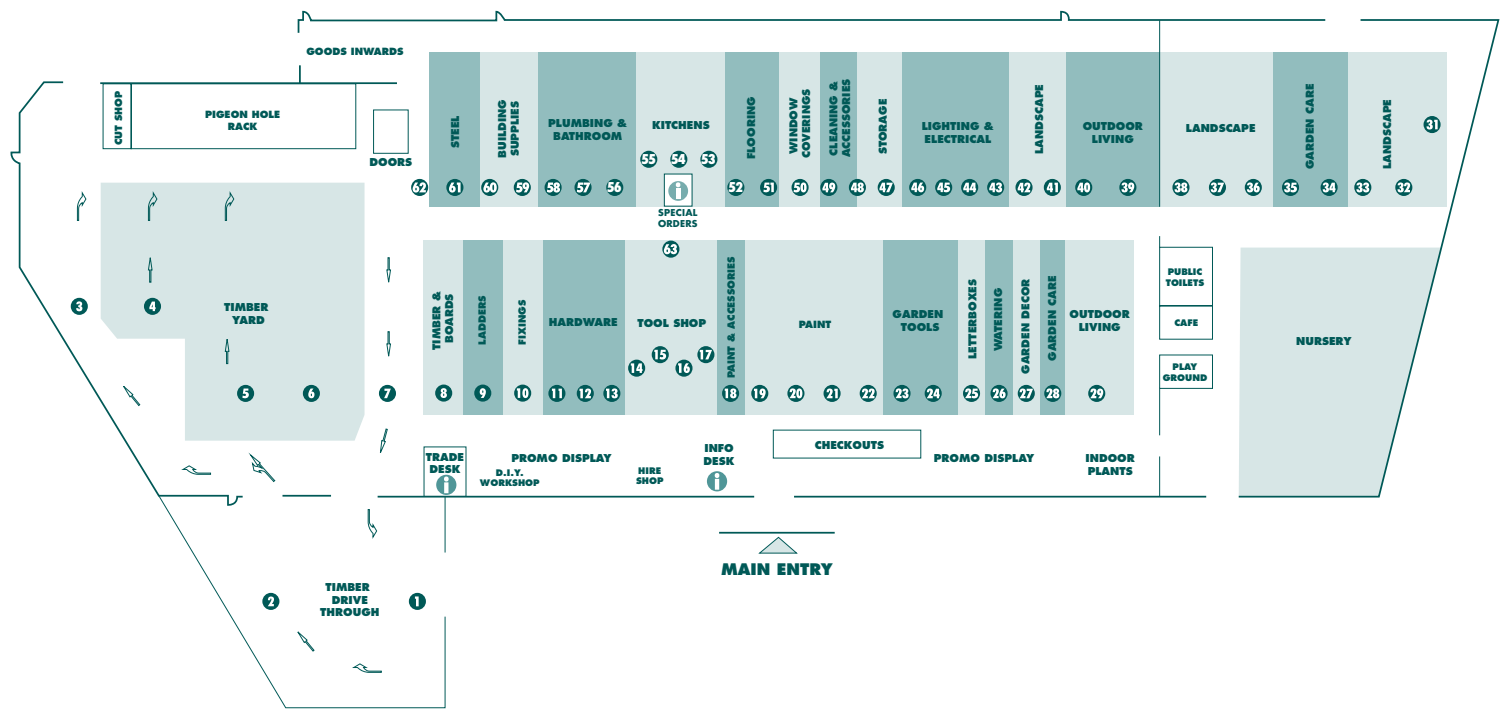 GOODS INWARDS
CUT SHOP
PIGEON HOLE
RACK
DOORS
STEEL
BUILDING
SUPPLIES
PLUMBING &
BATHROOM
KITCHENS
FLOORING
WINDOW
COVERINGS
CLEANING &
ACCESSORIES
STORAGE
LIGHTING &
ELECTRICAL
LANDSCAPE
OUTDOOR
LIVING
LANDSCAPE
GARDEN CARE
LANDSCAPE
31
55 54 53
62 61 60 59 58 57 56 52 51 50 49 48 47 46 45 44 43 42 41 40 39 38 37 36 35 34 33 32
i
SPECIAL
ORDERS
63
3
4
TIMBER
YARD
5
6
7
TIMBER &
BOARDS
LADDERS
FIXINGS
HARDWARE
TOOL SHOP
PAINT & ACCESSORIES
PAINT
GARDEN
TOOLS
LETTERBOXES
WATERING
GARDEN DECOR
GARDEN CARE
OUTDOOR
LIVING
14 15 16 17
8 9 10 11 12 13 18 19 20 21 22 23 24 25 26 27 28 29
PUBLIC
TOILETS
CAFE
PLAY
GROUND
NURSERY
TRADE
DESK
i
PROMO DISPLAY
D.I.Y.
WORKSHOP
HIRE
SHOP
INFO
DESK
i
CHECKOUTS
PROMO DISPLAY
INDOOR
PLANTS
MAIN ENTRY
2
TIMBER
DRIVE
THROUGH
1